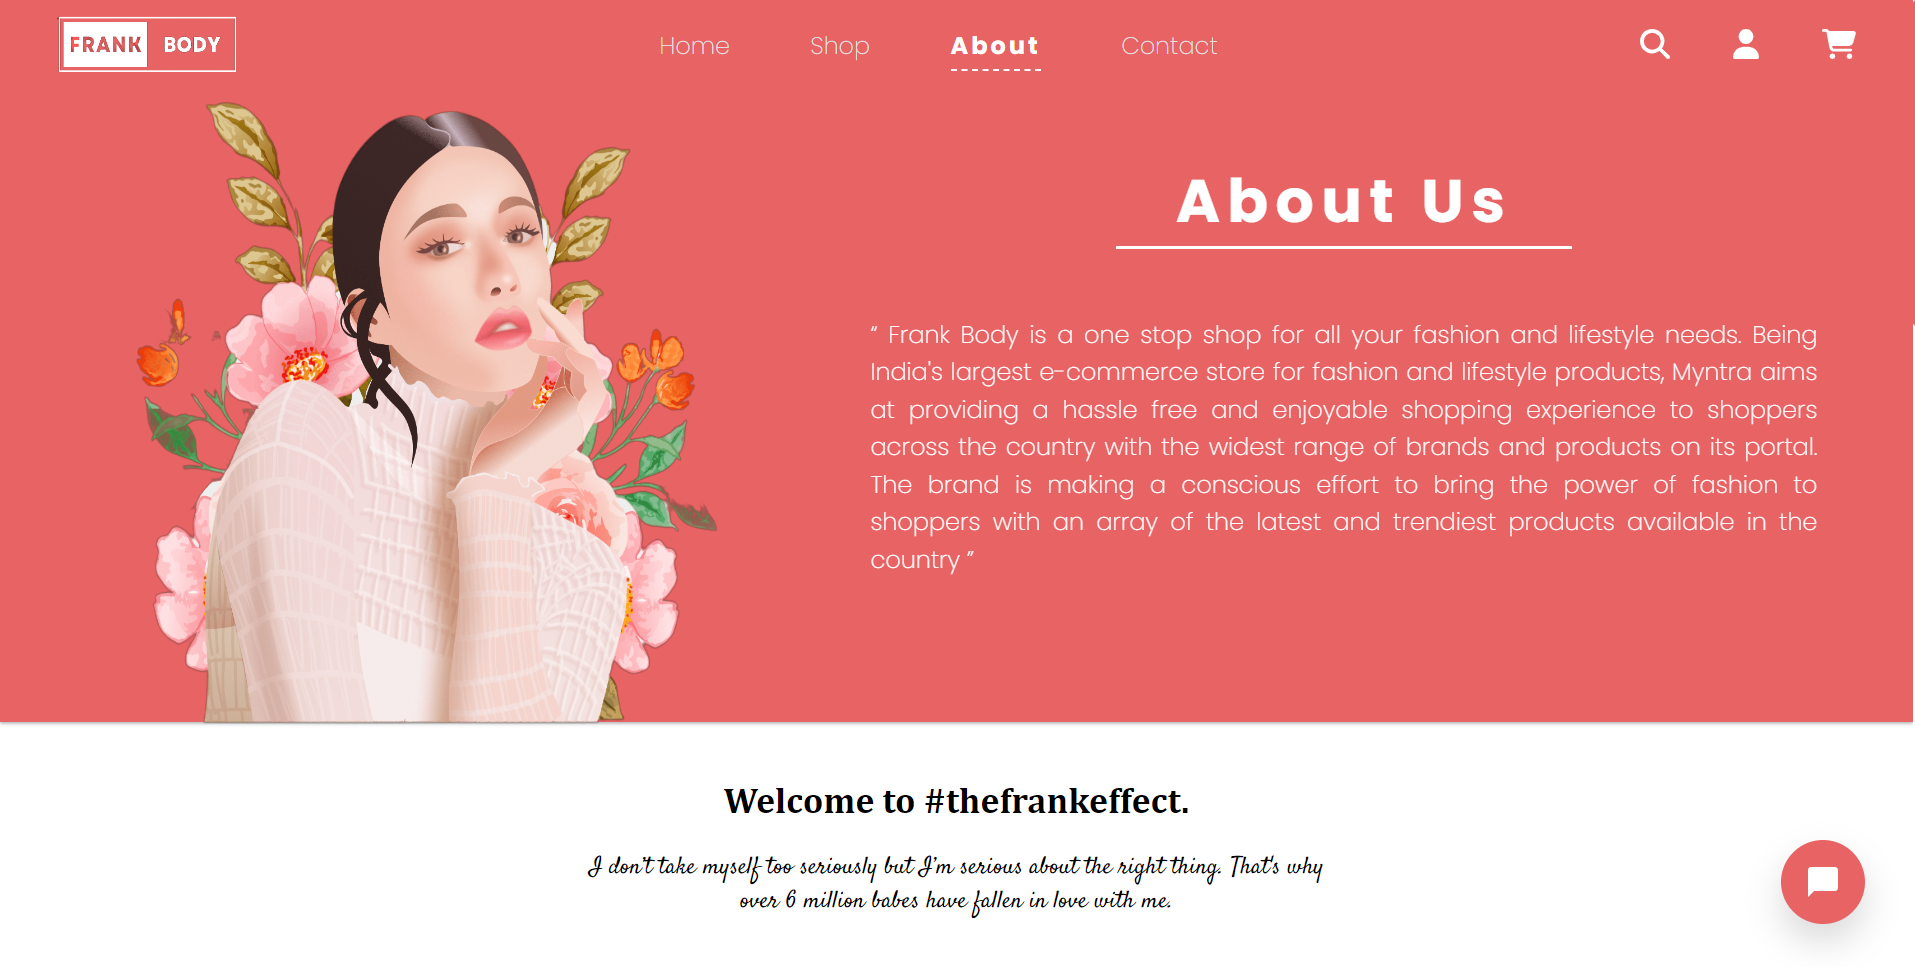 FRANK BODY
Home Shop About Contact
About Us
“ Frank Body is a one stop shop for all your fashion and lifestyle needs. Being
India's largest e-commerce store for fashion and lifestyle products, Myntra aims
at providing a hassle free and enjoyable shopping experience to shoppers
across the country with the widest range of brands and products on its portal.
The brand is making a conscious effort to bring the power of fashion to
shoppers with an array of the latest and trendiest products available in the
country ”
Welcome to #thefrankeffect.
I don’t take myself too seriously but I’m serious about the right thing. That's why
over 6 million babes have fallen in love with me.